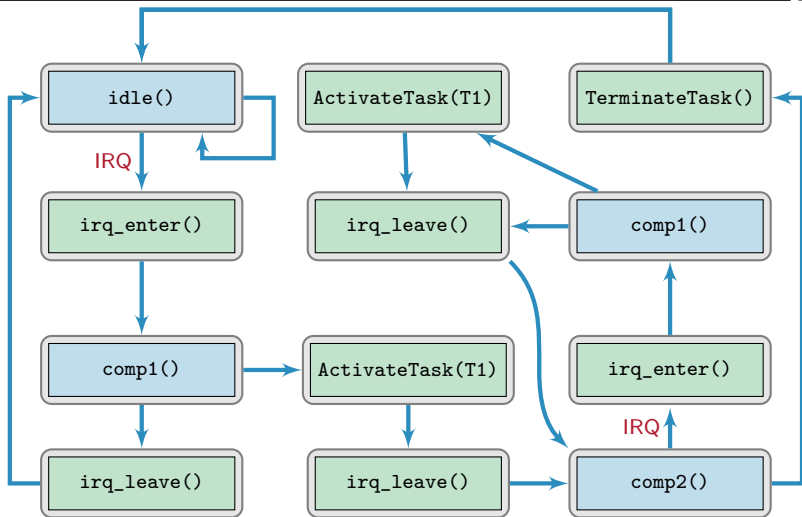 idle()
ActivateTask(T1)
TerminateTask()
IRQ
irq_enter()
irq_leave()
comp1()
comp1()
ActivateTask(T1)
irq_enter()
IRQ
irq_leave()
irq_leave()
comp2()